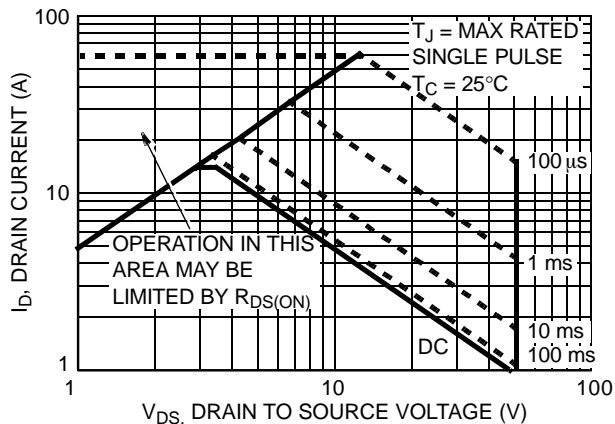 100
T_J = MAX RATED
SINGLE PULSE
T_C = 25°C
I_D, DRAIN CURRENT (A)
100 µs
10
OPERATION IN THIS
AREA MAY BE
LIMITED BY R_DS(ON)
1 ms
10 ms
DC
100 ms
1
1
10
100
V_DS, DRAIN TO SOURCE VOLTAGE (V)